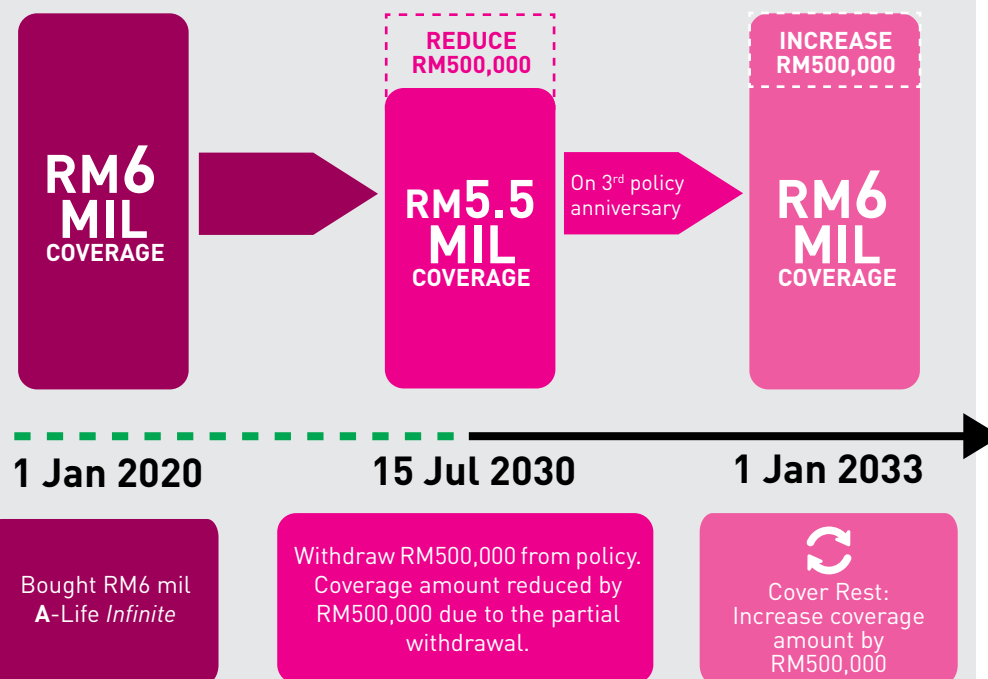 RM6
MIL
COVERAGE
REDUCE
RM500,000
RM5.5
MIL
COVERAGE
On 3rd policy
anniversary
INCREASE
RM500,000
RM6
MIL
COVERAGE
1 Jan 2020
15 Jul 2030
1 Jan 2033
Bought RM6 mil
A-Life Infinite
Withdraw RM500,000 from policy.
Coverage amount reduced by
RM500,000 due to the partial
withdrawal.
Cover Rest:
Increase coverage
amount by
RM500,000